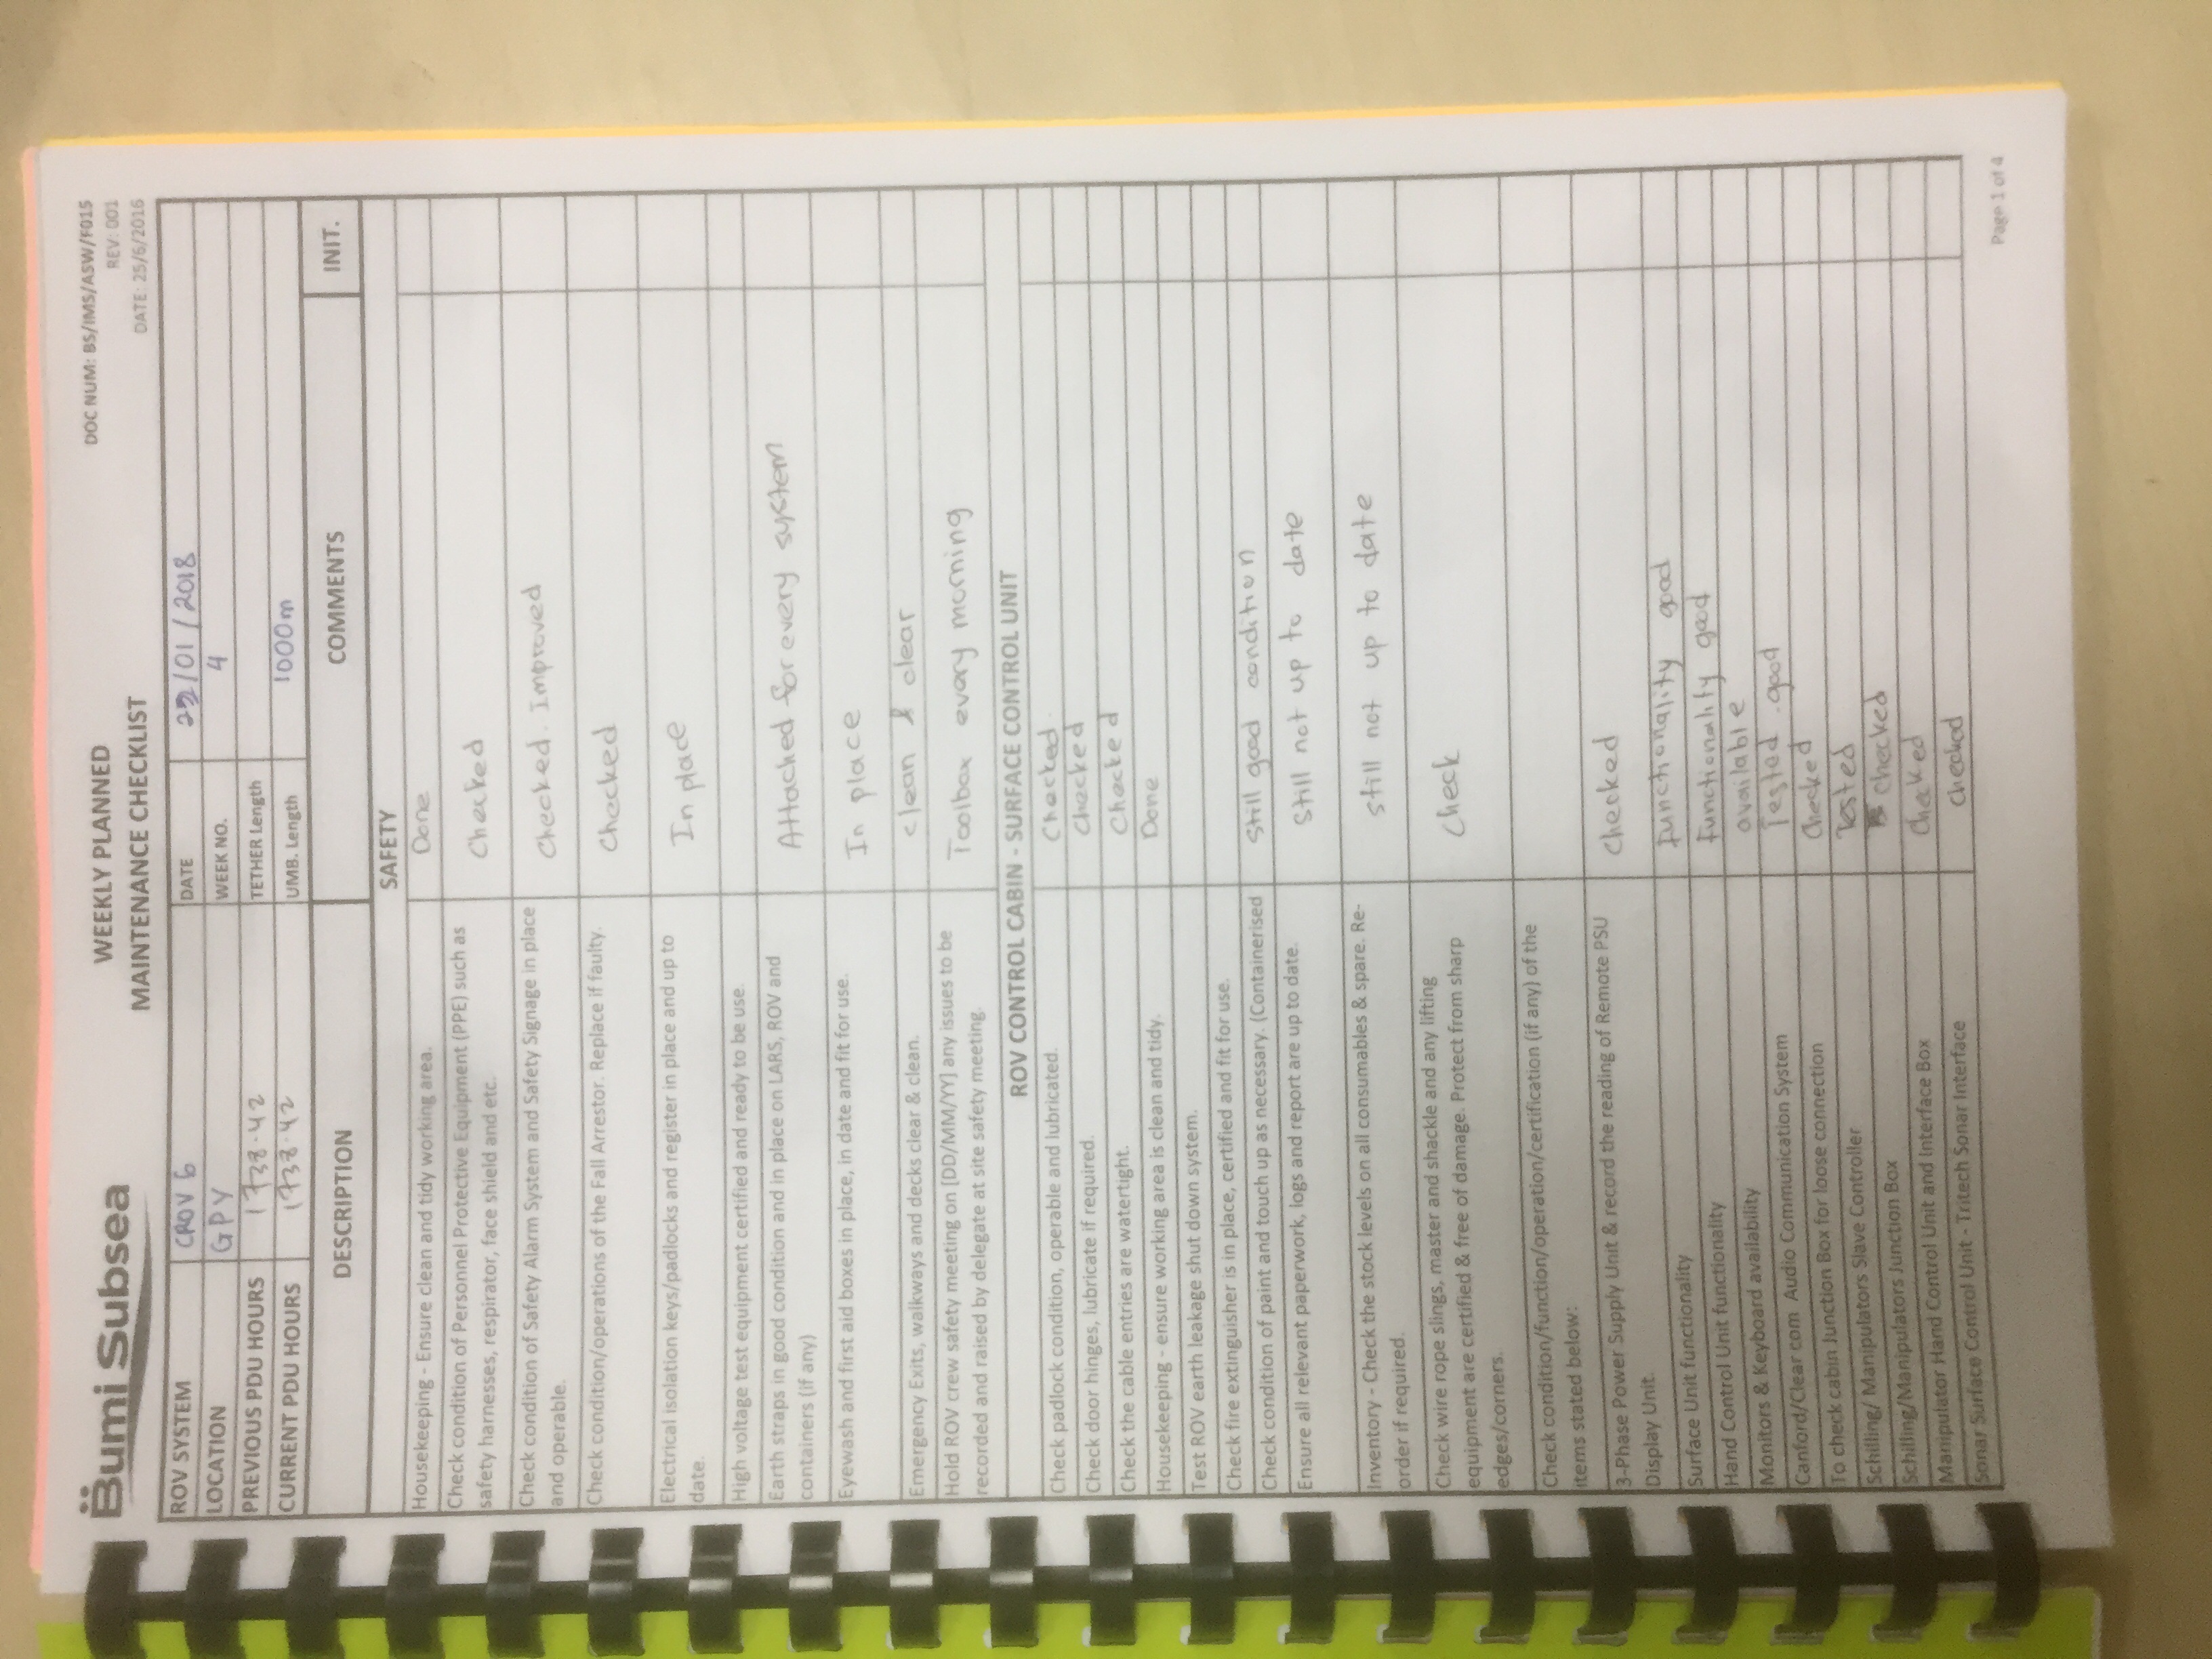 Bumi Subsea
WEEKLY PLANNED
MAINTENANCE CHECKLIST
DOC NUM: BS/IMS/ASW/F015
REV: 001
DATE: 25/6/2016
ROV SYSTEM CROV 6 DATE 22/01/2018
LOCATION GPY WEEK NO. 4
PREVIOUS PDU HOURS 1738.42 TETHER Length
CURRENT PDU HOURS 1738.42 UMB. Length 1000m
DESCRIPTION COMMENTS INIT.
SAFETY
Housekeeping - Ensure clean and tidy working area. Done
Check condition of Personnel Protective Equipment (PPE) such as
safety harnesses, respirator, face shield and etc. Checked
Check condition of Safety Alarm System and Safety Signage in place
and operable. Checked. Improved
Check condition/operations of the Fall Arrestor. Replace if faulty. Checked
Electrical isolation keys/padlocks and register in place and up to
date. In place
High voltage test equipment certified and ready to be use.
Earth straps in good condition and in place on LARS, ROV and
containers (if any) Attached for every system
Eyewash and first aid boxes in place, in date and fit for use. In place
Emergency Exits, walkways and decks clear & clean. clean & clear
Hold ROV crew safety meeting on [DD/MM/YY] any issues to be
recorded and raised by delegate at site safety meeting. Toolbox every morning
ROV CONTROL CABIN - SURFACE CONTROL UNIT
Check padlock condition, operable and lubricated. Checked.
Check door hinges, lubricate if required. Checked
Check the cable entries are watertight. Checked
Housekeeping - ensure working area is clean and tidy. Done
Test ROV earth leakage shut down system.
Check fire extinguisher is in place, certified and fit for use.
Check condition of paint and touch up as necessary. (Containerised Still good condition
Ensure all relevant paperwork, logs and report are up to date. Still not up to date
Inventory - Check the stock levels on all consumables & spare. Re-
order if required. still not up to date
Check wire rope slings, master and shackle and any lifting
equipment are certified & free of damage. Protect from sharp
edges/corners. Check
Check condition/function/operation/certification (if any) of the
items stated below:
3-Phase Power Supply Unit & record the reading of Remote PSU
Display Unit. Checked
Surface Unit functionality Functionality good
Hand Control Unit functionality Functionality good
Monitors & Keyboard availability available
Canford/Clear com Audio Communication System Tested . good
To check cabin Junction Box for loose connection Checked
Schilling/ Manipulators Slave Controller Tested
Schilling/Manipulators Junction Box checked
Manipulator Hand Control Unit and Interface Box Checked
Sonar Surface Control Unit - Tritech Sonar Interface checked
Page 1 of 4